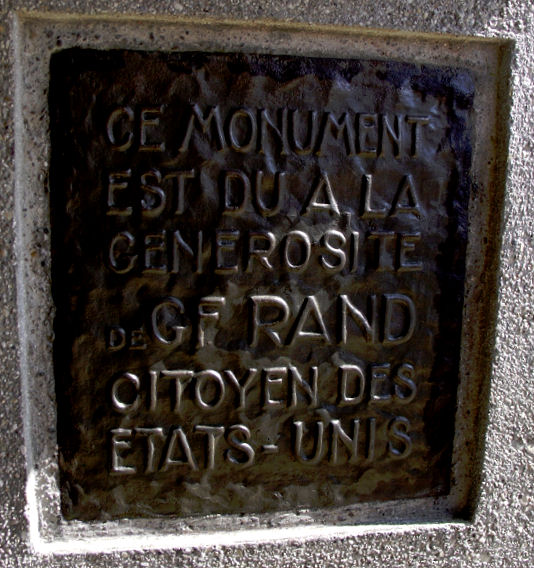 CE MONUMENT
EST DU A LA
GENEROSITE
DE GF RAND
CITOYEN DES
ETATS-UNIS